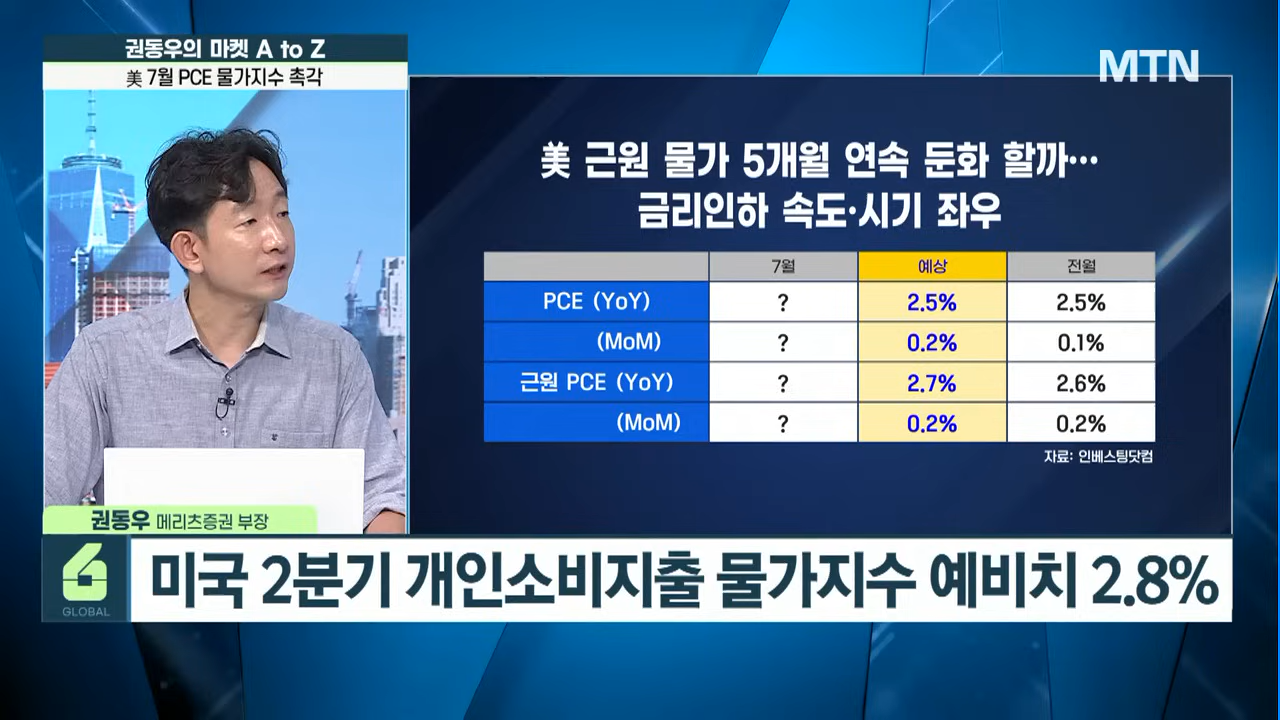 권동우의 마켓 A to Z
美 7월 PCE 물가지수 촉각
MTN
美 근원 물가 5개월 연속 둔화 할까…
금리인하 속도·시기 좌우
7월 예상 전월
PCE (YoY) ? 2.5% 2.5%
(MoM) ? 0.2% 0.1%
근원 PCE (YoY) ? 2.7% 2.6%
(MoM) ? 0.2% 0.2%
자료: 인베스팅닷컴
권동우 메리츠증권 부장
GLOBAL
미국 2분기 개인소비지출 물가지수 예비치 2.8%